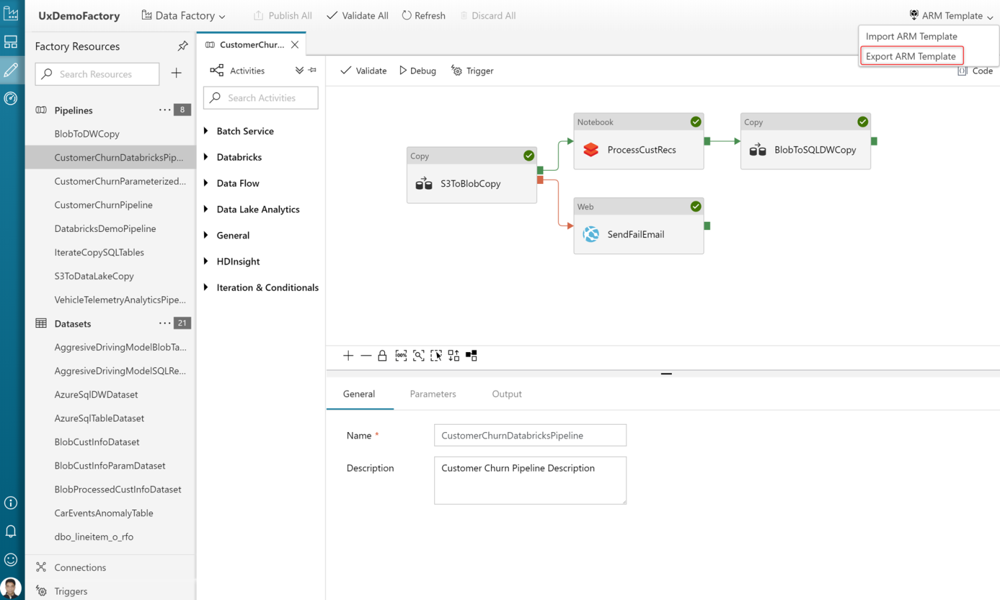 UxDemoFactory
Data Factory
Publish All
Validate All
Refresh
Discard All
ARM Template
Import ARM Template
Export ARM Template
Factory Resources
Search Resources
Pipelines
8
BlobToDWCopy
CustomerChurnDatabricksPip...
CustomerChurnParameterized...
CustomerChurnPipeline
DatabricksDemoPipeline
IterateCopySQLTables
S3ToDataLakeCopy
VehicleTelemetryAnalyticsPipe...
Datasets
21
AggresiveDrivingModelBlobTa...
AggresiveDrivingModelSQLRe...
AzureSqlDWDataset
AzureSqlTableDataset
BlobCustInfoDataset
BlobCustInfoParamDataset
BlobProcessedCustInfoDataset
CarEventsAnomalyTable
dbo_lineitem_o_rfo
Connections
Triggers
CustomerChur...
Activities
Search Activities
Batch Service
Databricks
Data Flow
Data Lake Analytics
General
HDInsight
Iteration & Conditionals
Validate
Debug
Trigger
Code
Copy
S3ToBlobCopy
Notebook
ProcessCustRecs
Copy
BlobToSQLDWCopy
Web
SendFailEmail
100%
General
Parameters
Output
Name *
CustomerChurnDatabricksPipeline
Description
Customer Churn Pipeline Description